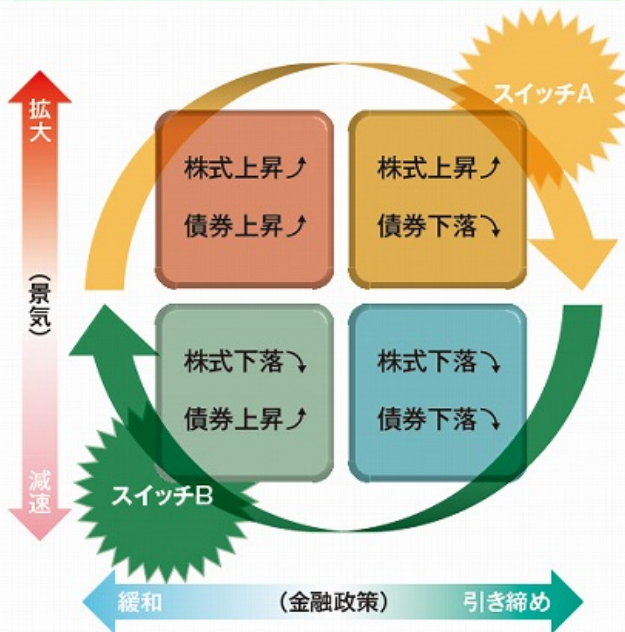 スイッチA
拡大
株式上昇⤴
債券上昇⤴
株式上昇⤴
債券下落⤵
(景気)
株式下落⤵
債券上昇⤴
株式下落⤵
債券下落⤵
減速
スイッチB
緩和
(金融政策)
引き締め